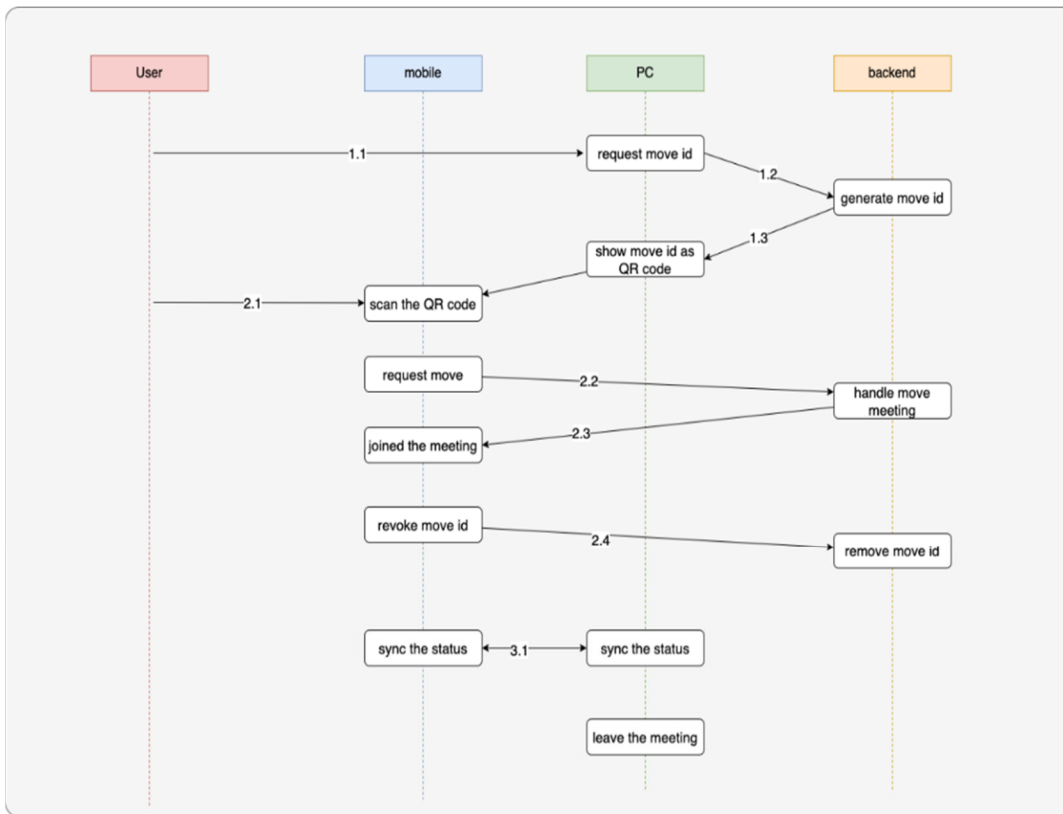 User
mobile
PC
backend
1.1
request move id
1.2
generate move id
1.3
show move id as
QR code
2.1
scan the QR code
request move
2.2
handle move
meeting
2.3
joined the meeting
revoke move id
2.4
remove move id
sync the status
3.1
sync the status
leave the meeting